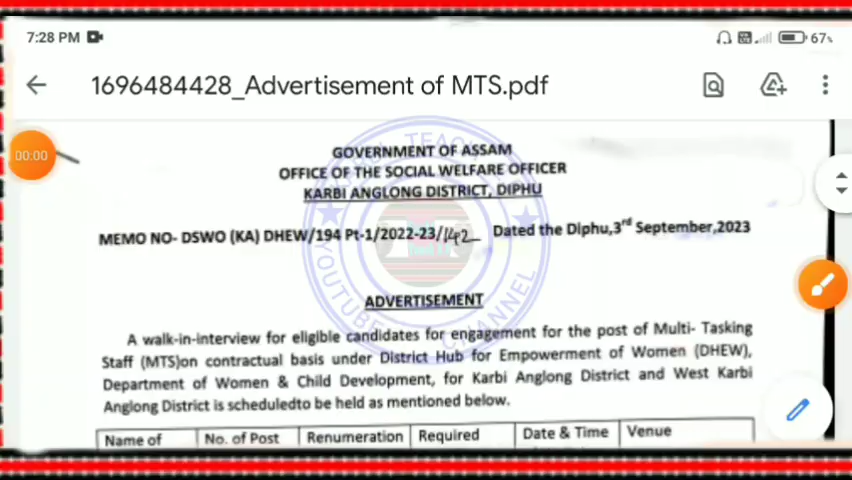 7:28 PM
67%
1696484428_Advertisement of MTS.pdf
00:00
GOVERNMENT OF ASSAM
OFFICE OF THE SOCIAL WELFARE OFFICER
KARBI ANGLONG DISTRICT, DIPHU
MEMO NO- DSWO (KA) DHEW/194 Pt-1/2022-23/142 Dated the Diphu,3rd September,2023
ADVERTISEMENT
A walk-in-interview for eligible candidates for engagement for the post of Multi- Tasking
Staff (MTS)on contractual basis under District Hub for Empowerment of Women (DHEW),
Department of Women & Child Development, for Karbi Anglong District and West Karbi
Anglong District is scheduledto be held as mentioned below.
Name of No. of Post Renumeration Required Date & Time Venue
YOUTUBE CHANNEL